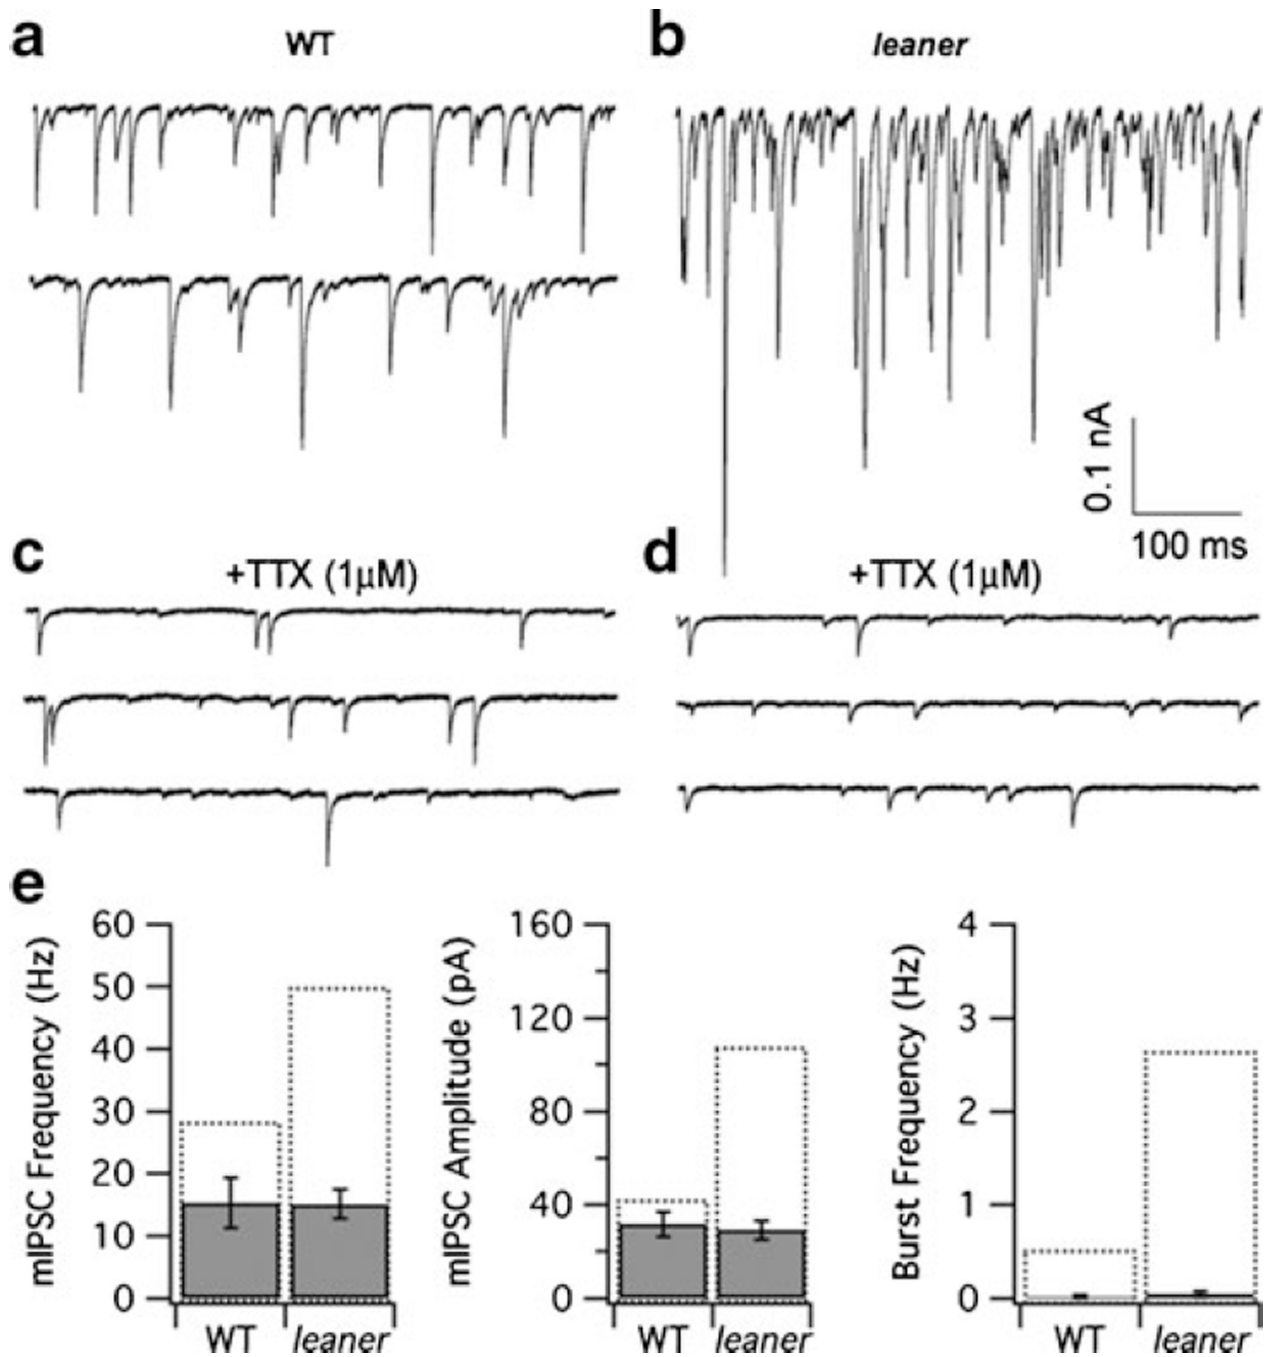 a
WT
b
leaner
0.1 nA
100 ms
c
+TTX (1μM)
d
+TTX (1μM)
e
mIPSC Frequency (Hz)
60
50
40
30
20
10
0
WT
leaner
mIPSC Amplitude (pA)
160
120
80
40
0
WT
leaner
Burst Frequency (Hz)
4
3
2
1
0
WT
leaner